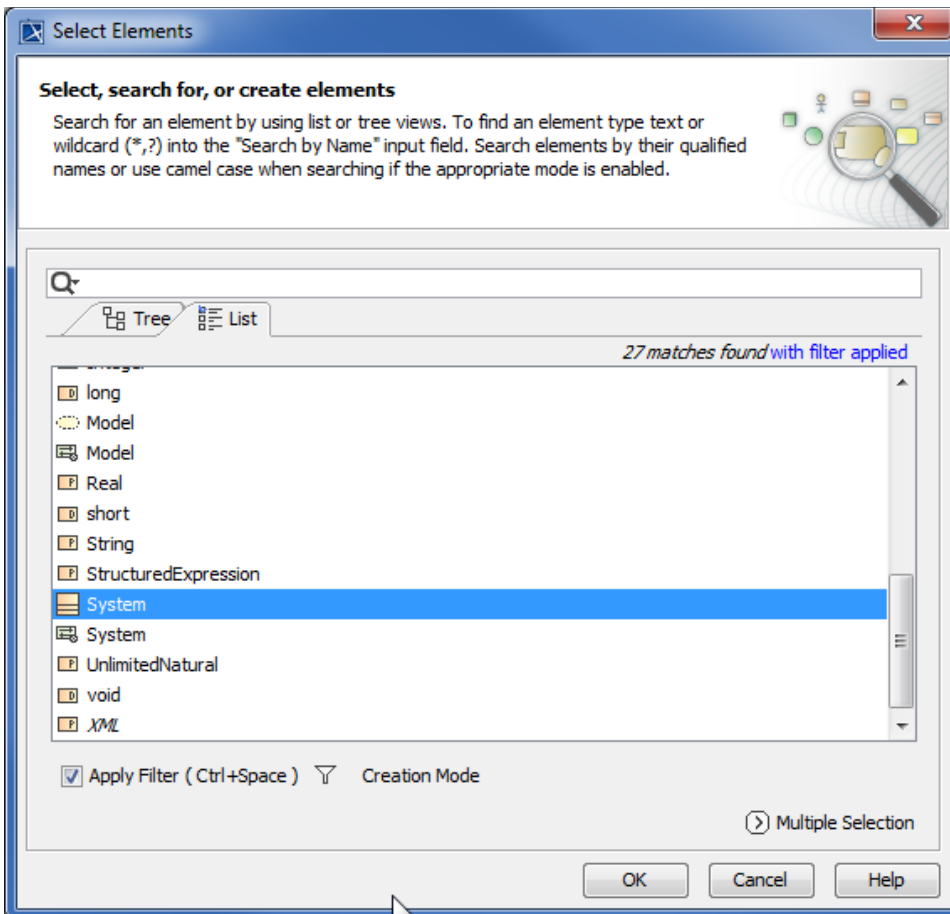 Select Elements
Select, search for, or create elements
Search for an element by using list or tree views. To find an element type text or
wildcard (*,?) into the "Search by Name" input field. Search elements by their qualified
names or use camel case when searching if the appropriate mode is enabled.
Tree List
27 matches found with filter applied
long
Model
Model
Real
short
String
StructuredExpression
System
System
UnlimitedNatural
void
XML
Apply Filter ( Ctrl+Space ) Creation Mode
Multiple Selection
OK Cancel Help